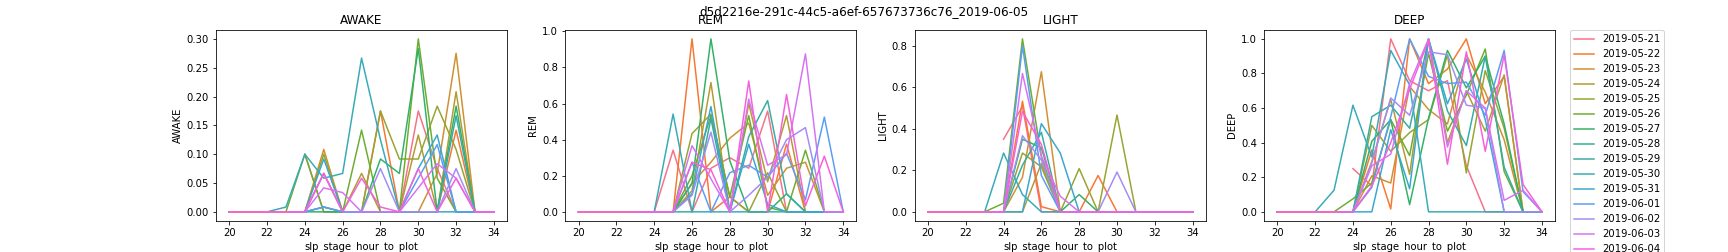 d5d2216e-291c-44c5-a6ef-657673736c76_2019-06-05
AWAKE
0.30
0.25
0.20
0.15
0.10
0.05
0.00
AWAKE
20 22 24 26 28 30 32 34
slp_stage_hour_to_plot
REM
1.0
0.8
0.6
0.4
0.2
0.0
REM
20 22 24 26 28 30 32 34
slp_stage_hour_to_plot
LIGHT
0.8
0.6
0.4
0.2
0.0
LIGHT
20 22 24 26 28 30 32 34
slp_stage_hour_to_plot
DEEP
1.0
0.8
0.6
0.4
0.2
0.0
DEEP
20 22 24 26 28 30 32 34
slp_stage_hour_to_plot
2019-05-21
2019-05-22
2019-05-23
2019-05-24
2019-05-25
2019-05-26
2019-05-27
2019-05-28
2019-05-29
2019-05-30
2019-05-31
2019-06-01
2019-06-02
2019-06-03
2019-06-04